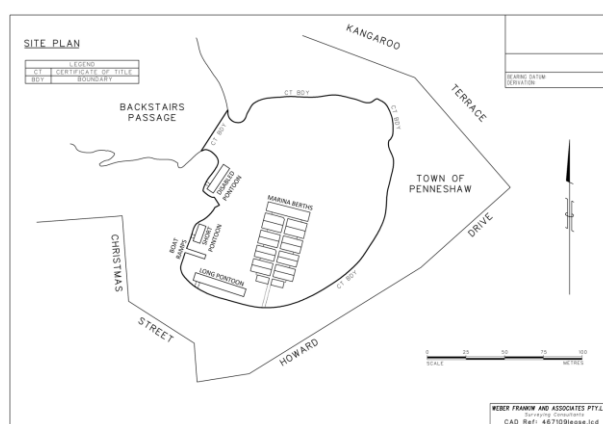 SITE PLAN
LEGEND
CT CERTIFICATE OF TITLE
BDY BOUNDARY
BACKSTAIRS
PASSAGE
KANGAROO
TERRACE
BEARING DATUM:
DERIVATION:
CT BDY
CT BDY
CT BDY
DISABLED
PONTOON
TOWN OF
PENNESHAW
MARINA BERTHS
DRIVE
SHORT
PONTOON
BOAT
RAMPS
CHRISTMAS
LONG PONTOON
CT BDY
STREET
HOWARD
0 25 50 75 100
SCALE METRES
WEBER FRANKIW AND ASSOCIATES PTY.L
Surveying Consultants
CAD Ref: 467109lease.lcd